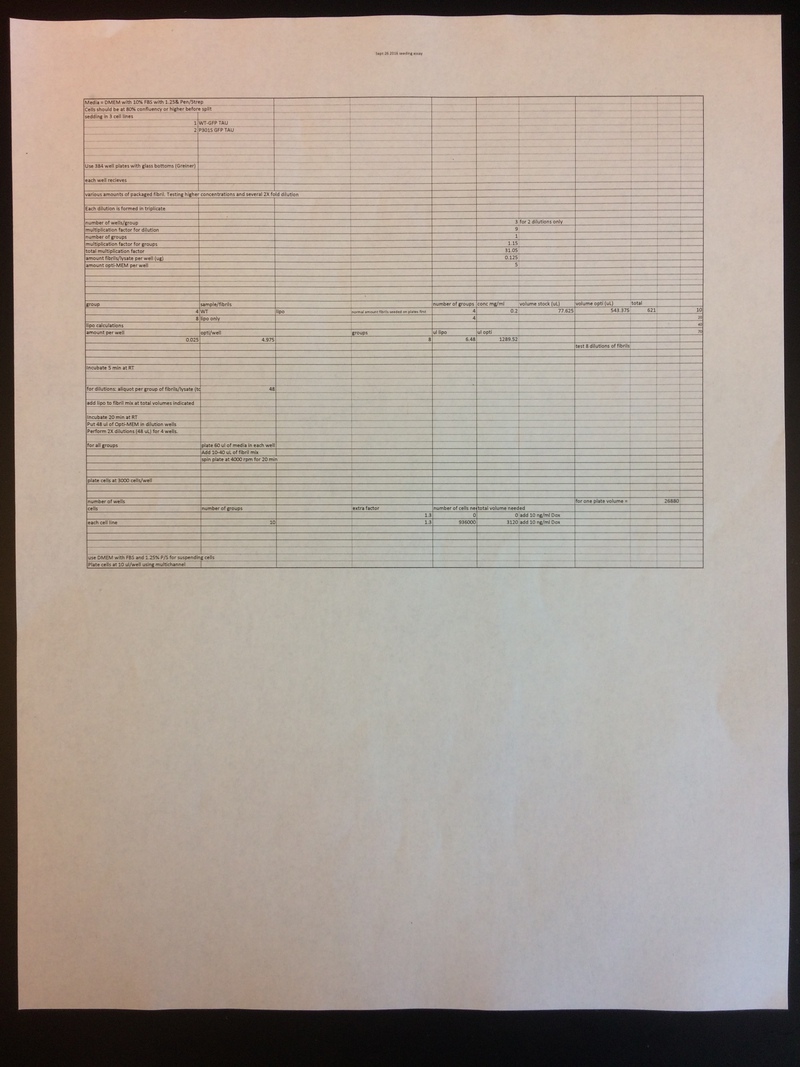 Sept 28 2016 seeding assay
Media = DMEM with 10% FBS with 1.25& Pen/Strep
Cells should be at 80% confluency or higher before split
sedding in 3 cell lines
1 WT-GFP TAU
2 P301S GFP TAU
Use 384 well plates with glass bottoms (Greiner)
each well recieves
various amounts of packaged fibril. Testing higher concentrations and several 2X fold dilution
Each dilution is formed in triplicate
number of wells/group 3 for 2 dilutions only
multiplication factor for dilution 9
number of groups 1
multiplication factor for groups 1.15
total multiplication factor 31.05
amount fibrils/lysate per well (ug) 0.125
amount opti-MEM per well 5
group sample/fibrils number of groups conc mg/ml volume stock (uL) volume opti (uL) total
4 WT lipo normal amount fibrils seeded on plates first 4 0.2 77.625 543.375 621 10
8 lipo only 4 20
lipo calculations 40
amount per well opti/well groups ul lipo ul opti
0.025 4.975 8 6.48 1289.52
test 8 dilutions of fibrils
Incubate 5 min at RT
for dilutions: aliquot per group of fibrils/lysate (to 48
add lipo to fibril mix at total volumes indicated
Incubate 20 min at RT
Put 48 ul of Opti-MEM in dilution wells
Perform 2X dilutions (48 uL) for 4 wells.
for all groups plate 60 ul of media in each well
Add 10-40 uL of fibril mix
spin plate at 4000 rpm for 20 min
plate cells at 3000 cells/well
number of wells for one plate volume = 26880
cells number of groups extra factor number of cells nee total volume needed
1.3 0 0 add 10 ng/ml Dox
each cell line 10 1.3 936000 3120 add 10 ng/ml Dox
use DMEM with FBS and 1.25% P/S for suspending cells
Plate cells at 10 ul/well using multichannel